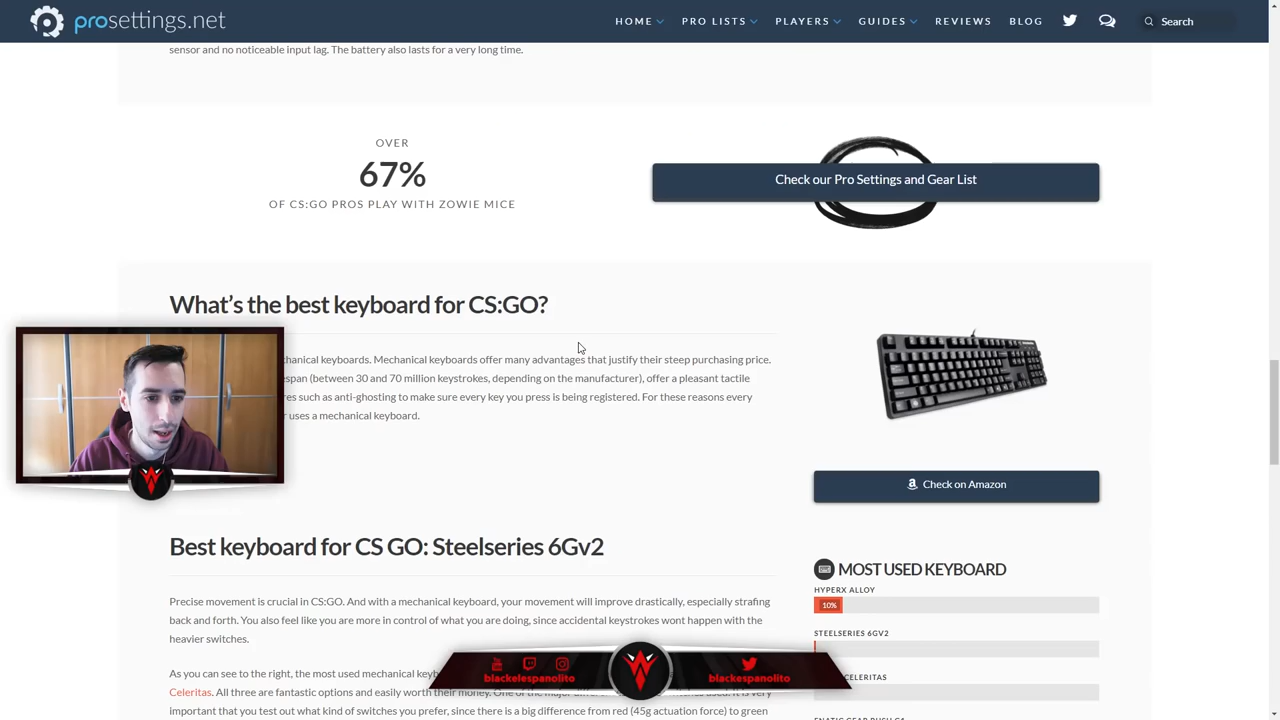 prosettings.net
HOME PRO LISTS PLAYERS GUIDES REVIEWS BLOG Search
sensor and no noticeable input lag. The battery also lasts for a very long time.
OVER
67%
OF CS:GO PROS PLAY WITH ZOWIE MICE
Check our Pro Settings and Gear List
What's the best keyboard for CS:GO?
hanical keyboards. Mechanical keyboards offer many advantages that justify their steep purchasing price.
espan (between 30 and 70 million keystrokes, depending on the manufacturer), offer a pleasant tactile
res such as anti-ghosting to make sure every key you press is being registered. For these reasons every
r uses a mechanical keyboard.
Check on Amazon
Best keyboard for CS GO: Steelseries 6Gv2
Precise movement is crucial in CS:GO. And with a mechanical keyboard, your movement will improve drastically, especially strafing
back and forth. You also feel like you are more in control of what you are doing, since accidental keystrokes wont happen with the
heavier switches.
As you can see to the right, the most used mechanical key
Celeritas. All three are fantastic options and easily worth their money.
important that you test out what kind of switches you prefer, since there is a big difference from red (45g actuation force) to green
MOST USED KEYBOARD
HYPERX ALLOY
10%
STEELSERIES 6GV2
CELERITAS
blackelespanolito
blackespanolito